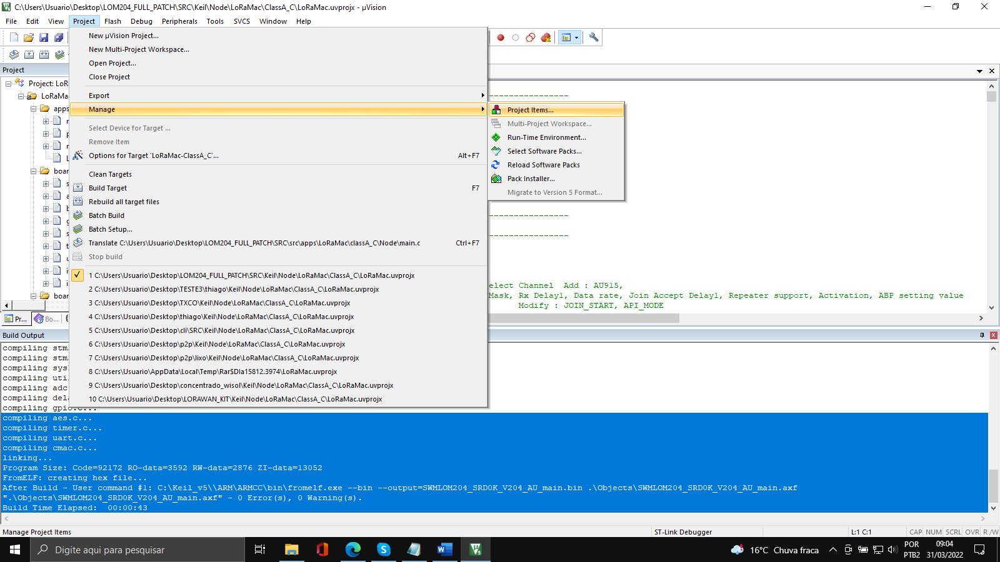 C:\Users\Usuario\Desktop\LOM204_FULL_PATCH\SRC\Keil\Node\LoRaMac\ClassA_C\LoRaMac.uvprojx - µVision
File Edit View Project Flash Debug Peripherals Tools SVCS Window Help
Project
Project: LoR
LoRaMa
apps
boar
boar
Pr...
Bo...
New µVision Project...
New Multi-Project Workspace...
Open Project...
Close Project
Export
Manage
Select Device for Target ...
Remove Item
Options for Target 'LoRaMac-ClassA_C'... Alt+F7
Clean Targets
Build Target F7
Rebuild all target files
Batch Build
Batch Setup...
Translate C:\Users\Usuario\Desktop\LOM204_FULL_PATCH\SRC\src\apps\LoRaMac\classA_C\Node\main.c Ctrl+F7
Stop build
1 C:\Users\Usuario\Desktop\LOM204_FULL_PATCH\SRC\Keil\Node\LoRaMac\ClassA_C\LoRaMac.uvprojx
2 C:\Users\Usuario\Desktop\TESTE3\thiago\Keil\Node\LoRaMac\ClassA_C\LoRaMac.uvprojx
3 C:\Users\Usuario\Desktop\TXCO\Keil\Node\LoRaMac\ClassA_C\LoRaMac.uvprojx
4 C:\Users\Usuario\Desktop\thiago\Keil\Node\LoRaMac\ClassA_C\LoRaMac.uvprojx
5 C:\Users\Usuario\Desktop\cli\SRC\Keil\Node\LoRaMac\ClassA_C\LoRaMac.uvprojx
6 C:\Users\Usuario\Desktop\p2p\Keil\Node\LoRaMac\ClassA_C\LoRaMac.uvprojx
7 C:\Users\Usuario\Desktop\p2p\lixo\Keil\Node\LoRaMac\ClassA_C\LoRaMac.uvprojx
8 C:\Users\Usuario\AppData\Local\Temp\Rar$DIa15812.3974\LoRaMac.uvprojx
9 C:\Users\Usuario\Desktop\concentrado_wisol\Keil\Node\LoRaMac\ClassA_C\LoRaMac.uvprojx
10 C:\Users\Usuario\Desktop\LORAWAN_KIT\Keil\Node\LoRaMac\ClassA_C\LoRaMac.uvprojx
Project Items...
Multi-Project Workspace...
Run-Time Environment...
Select Software Packs...
Reload Software Packs
Pack Installer...
Migrate to Version 5 Format...
----------------
----------------
----------------
elect Channel Add : AU915,
Mask, Rx Delay1, Data rate, Join Accept Delay1, Repeater support, Activation, ABP setting value
Modify : JOIN_START, API_MODE
Build Output
compiling stm
compiling stm
compiling sys
compiling uti
compiling adc
compiling dela
compiling gpio.c...
compiling aes.c...
compiling timer.c...
compiling uart.c...
compiling cmac.c...
linking...
Program Size: Code=92172 RO-data=3592 RW-data=2876 ZI-data=13052
FromELF: creating hex file...
After Build - User command #1: C:\Keil_v5\\ARM\ARMCC\bin\fromelf.exe --bin --output=SWMLOM204_SRD0K_V204_AU_main.bin .\Objects\SWMLOM204_SRD0K_V204_AU_main.axf
".\Objects\SWMLOM204_SRD0K_V204_AU_main.axf" - 0 Error(s), 0 Warning(s).
Build Time Elapsed:  00:00:43
Manage Project Items
ST-Link Debugger
L:1 C:1
CAP NUM SCRL OVR R/W
Digite aqui para pesquisar
16°C Chuva fraca
POR
PTB2
09:04
31/03/2022